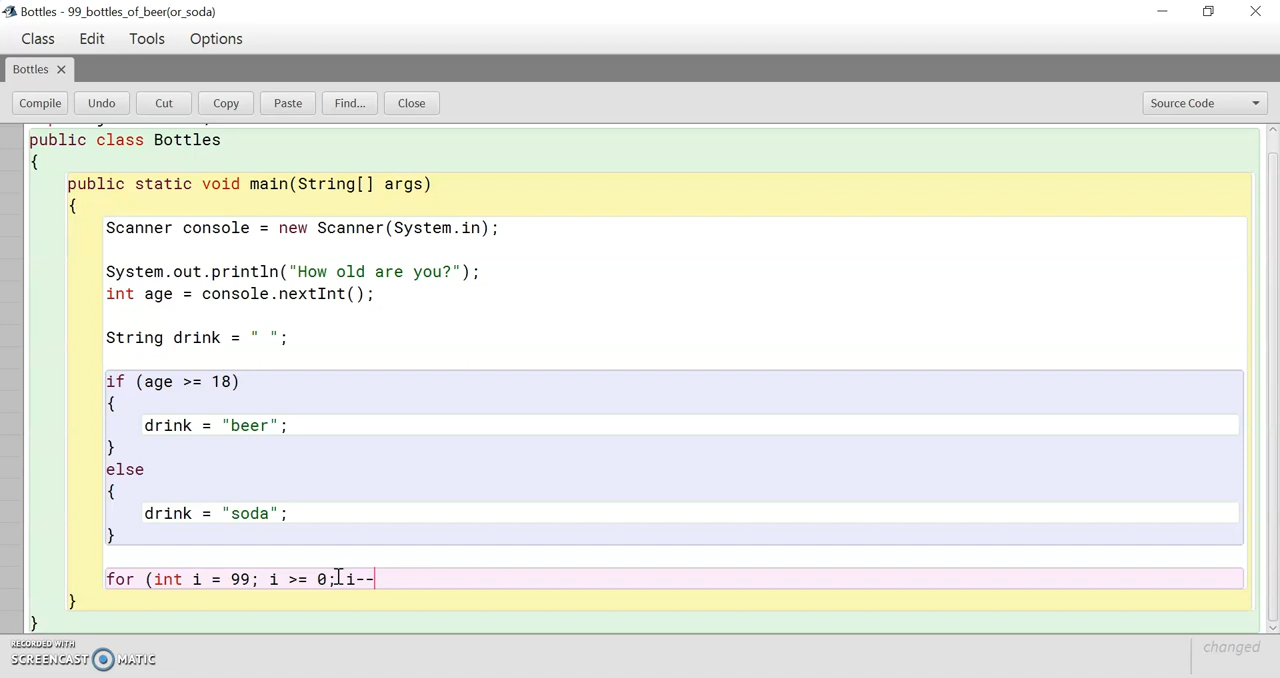 Bottles - 99_bottles_of_beer(or_soda)
Class Edit Tools Options
Bottles
Compile Undo Cut Copy Paste Find... Close Source Code
public class Bottles
{
public static void main(String[] args)
{
Scanner console = new Scanner(System.in);
System.out.println("How old are you?");
int age = console.nextInt();
String drink = " ";
if (age >= 18)
{
drink = "beer";
}
else
{
drink = "soda";
}
for (int i = 99; i >= 0; i--
}
}
RECORDED WITH
SCREENCAST MATIC
changed